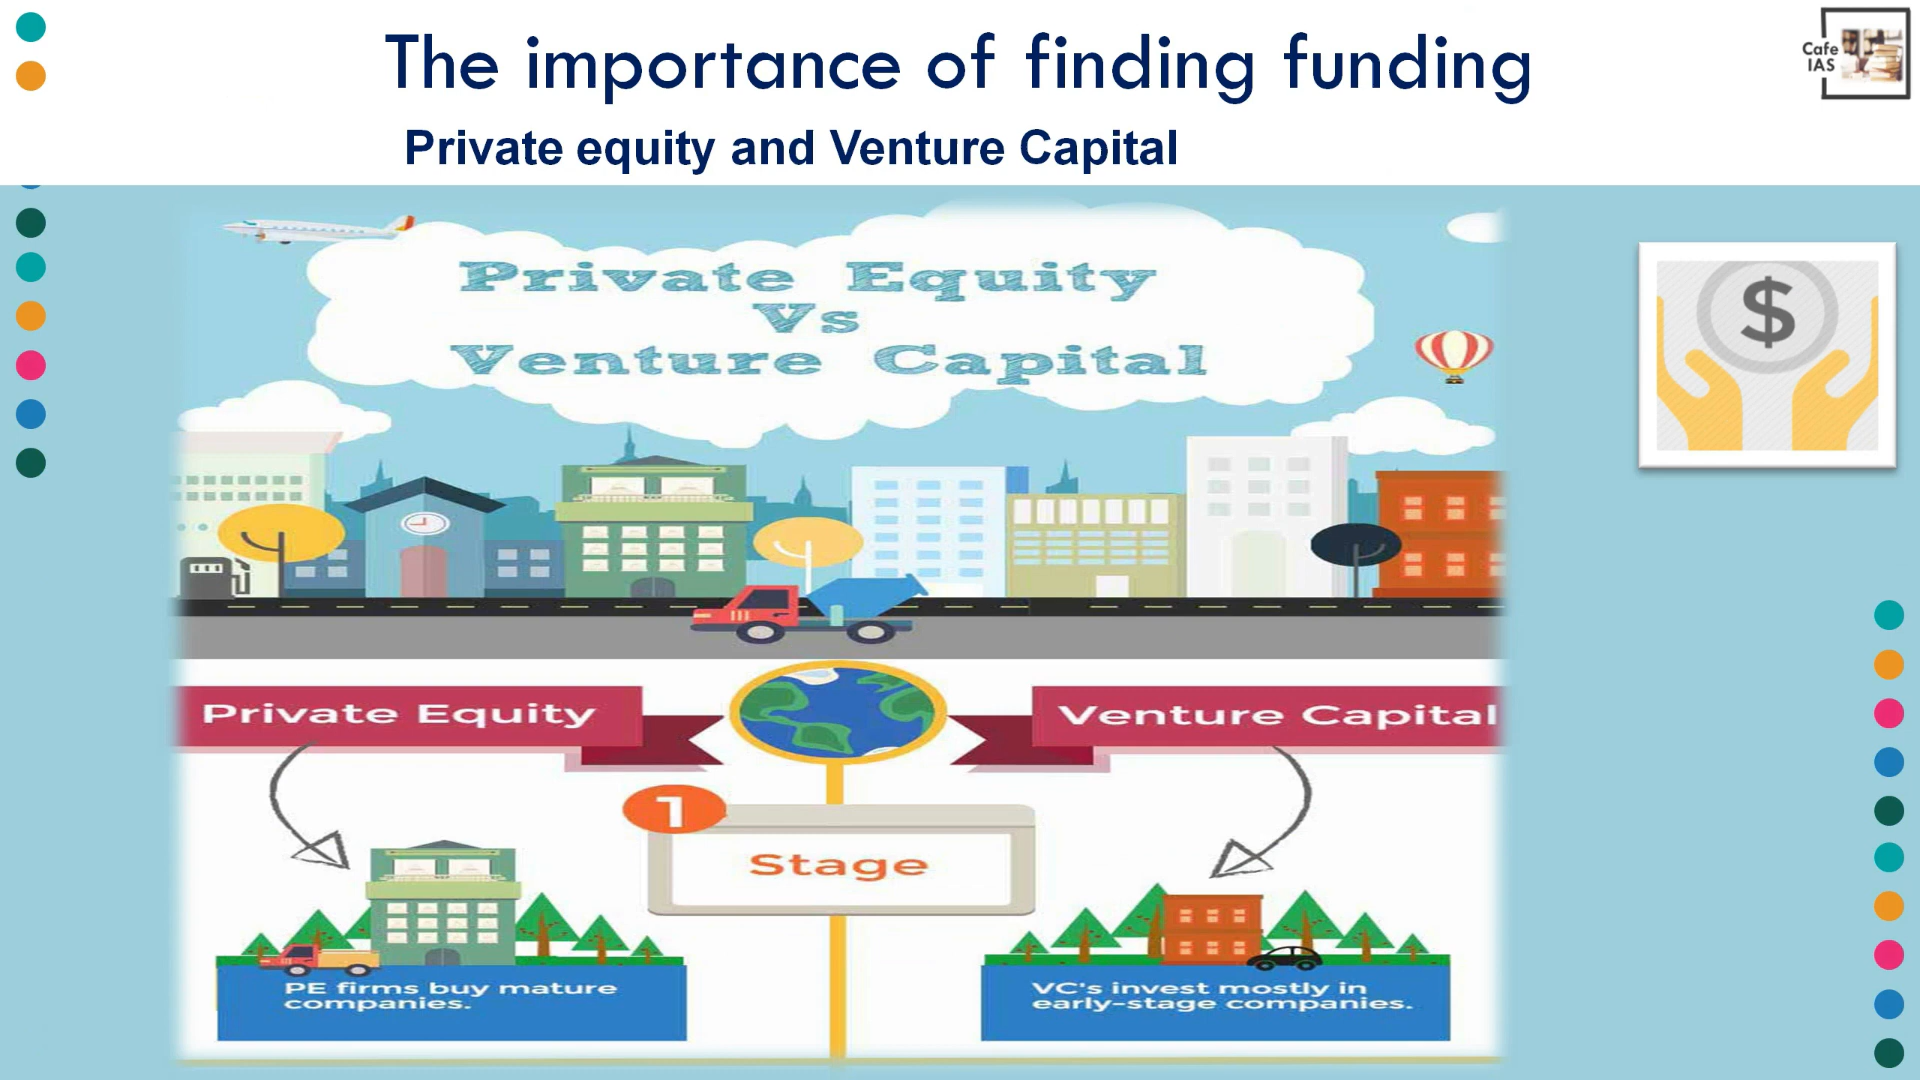 The importance of finding funding
Cafe
IAS
Private equity and Venture Capital
Private Equity
Vs
Venture Capital
$
Private Equity
Venture Capital
1
Stage
PE firms buy mature
companies.
VC's invest mostly in
early-stage companies.